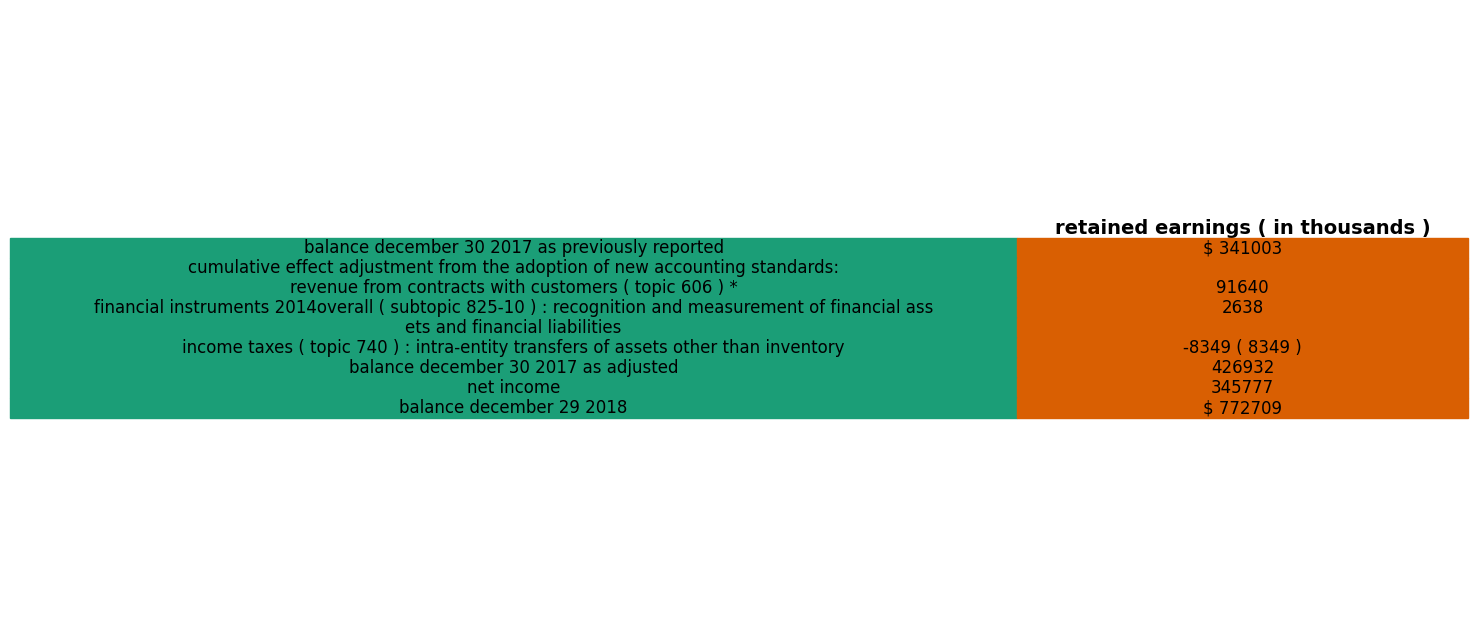 retained earnings ( in thousands )
balance december 30 2017 as previously reported $ 341003
cumulative effect adjustment from the adoption of new accounting standards:
revenue from contracts with customers ( topic 606 ) * 91640
financial instruments 2014overall ( subtopic 825-10 ) : recognition and measurement of financial ass 2638
ets and financial liabilities
income taxes ( topic 740 ) : intra-entity transfers of assets other than inventory -8349 ( 8349 )
balance december 30 2017 as adjusted 426932
net income 345777
balance december 29 2018 $ 772709